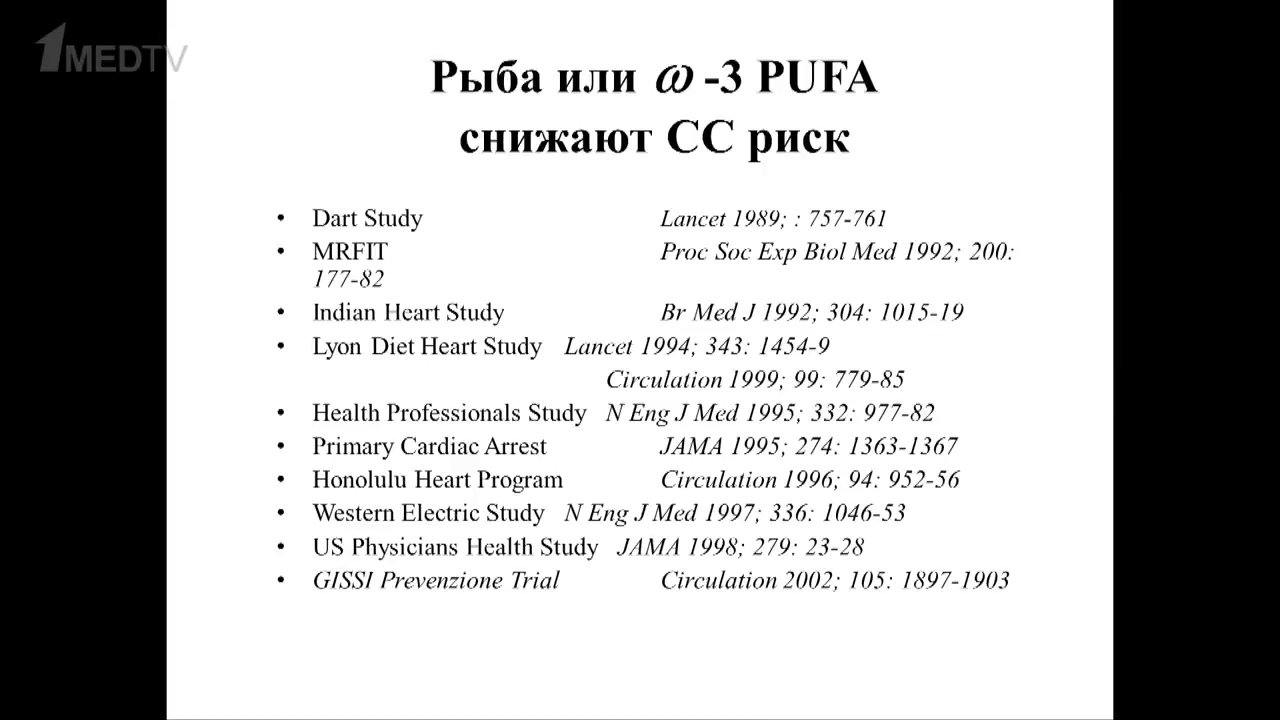 1MEDTV
Рыба или ω -3 PUFA
снижают СС риск
• Dart Study Lancet 1989; : 757-761
• MRFIT Proc Soc Exp Biol Med 1992; 200:
177-82
• Indian Heart Study Br Med J 1992; 304: 1015-19
• Lyon Diet Heart Study Lancet 1994; 343: 1454-9
Circulation 1999; 99: 779-85
• Health Professionals Study N Eng J Med 1995; 332: 977-82
• Primary Cardiac Arrest JAMA 1995; 274: 1363-1367
• Honolulu Heart Program Circulation 1996; 94: 952-56
• Western Electric Study N Eng J Med 1997; 336: 1046-53
• US Physicians Health Study JAMA 1998; 279: 23-28
• GISSI Prevenzione Trial Circulation 2002; 105: 1897-1903